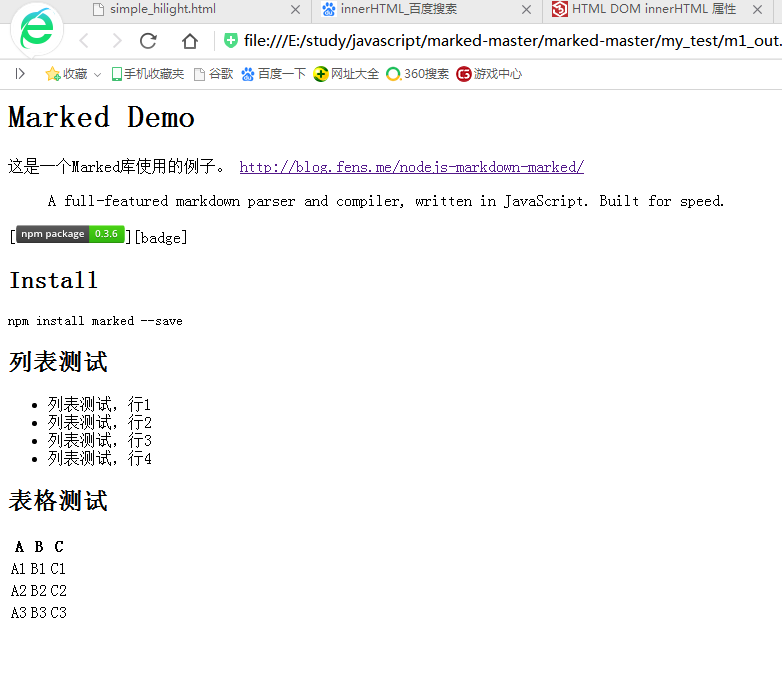 simple_hilight.html
innerHTML_百度搜索
HTML DOM innerHTML 属性
file:///E:/study/javascript/marked-master/marked-master/my_test/m1_out.
收藏 手机收藏夹 谷歌 百度一下 网址大全 360搜索 游戏中心
Marked Demo
这是一个Marked库使用的例子。 http://blog.fens.me/nodejs-markdown-marked/
A full-featured markdown parser and compiler, written in JavaScript. Built for speed.
[npm package 0.3.6][badge]
Install
npm install marked --save
列表测试
列表测试，行1
列表测试，行2
列表测试，行3
列表测试，行4
表格测试
A B C
A1 B1 C1
A2 B2 C2
A3 B3 C3